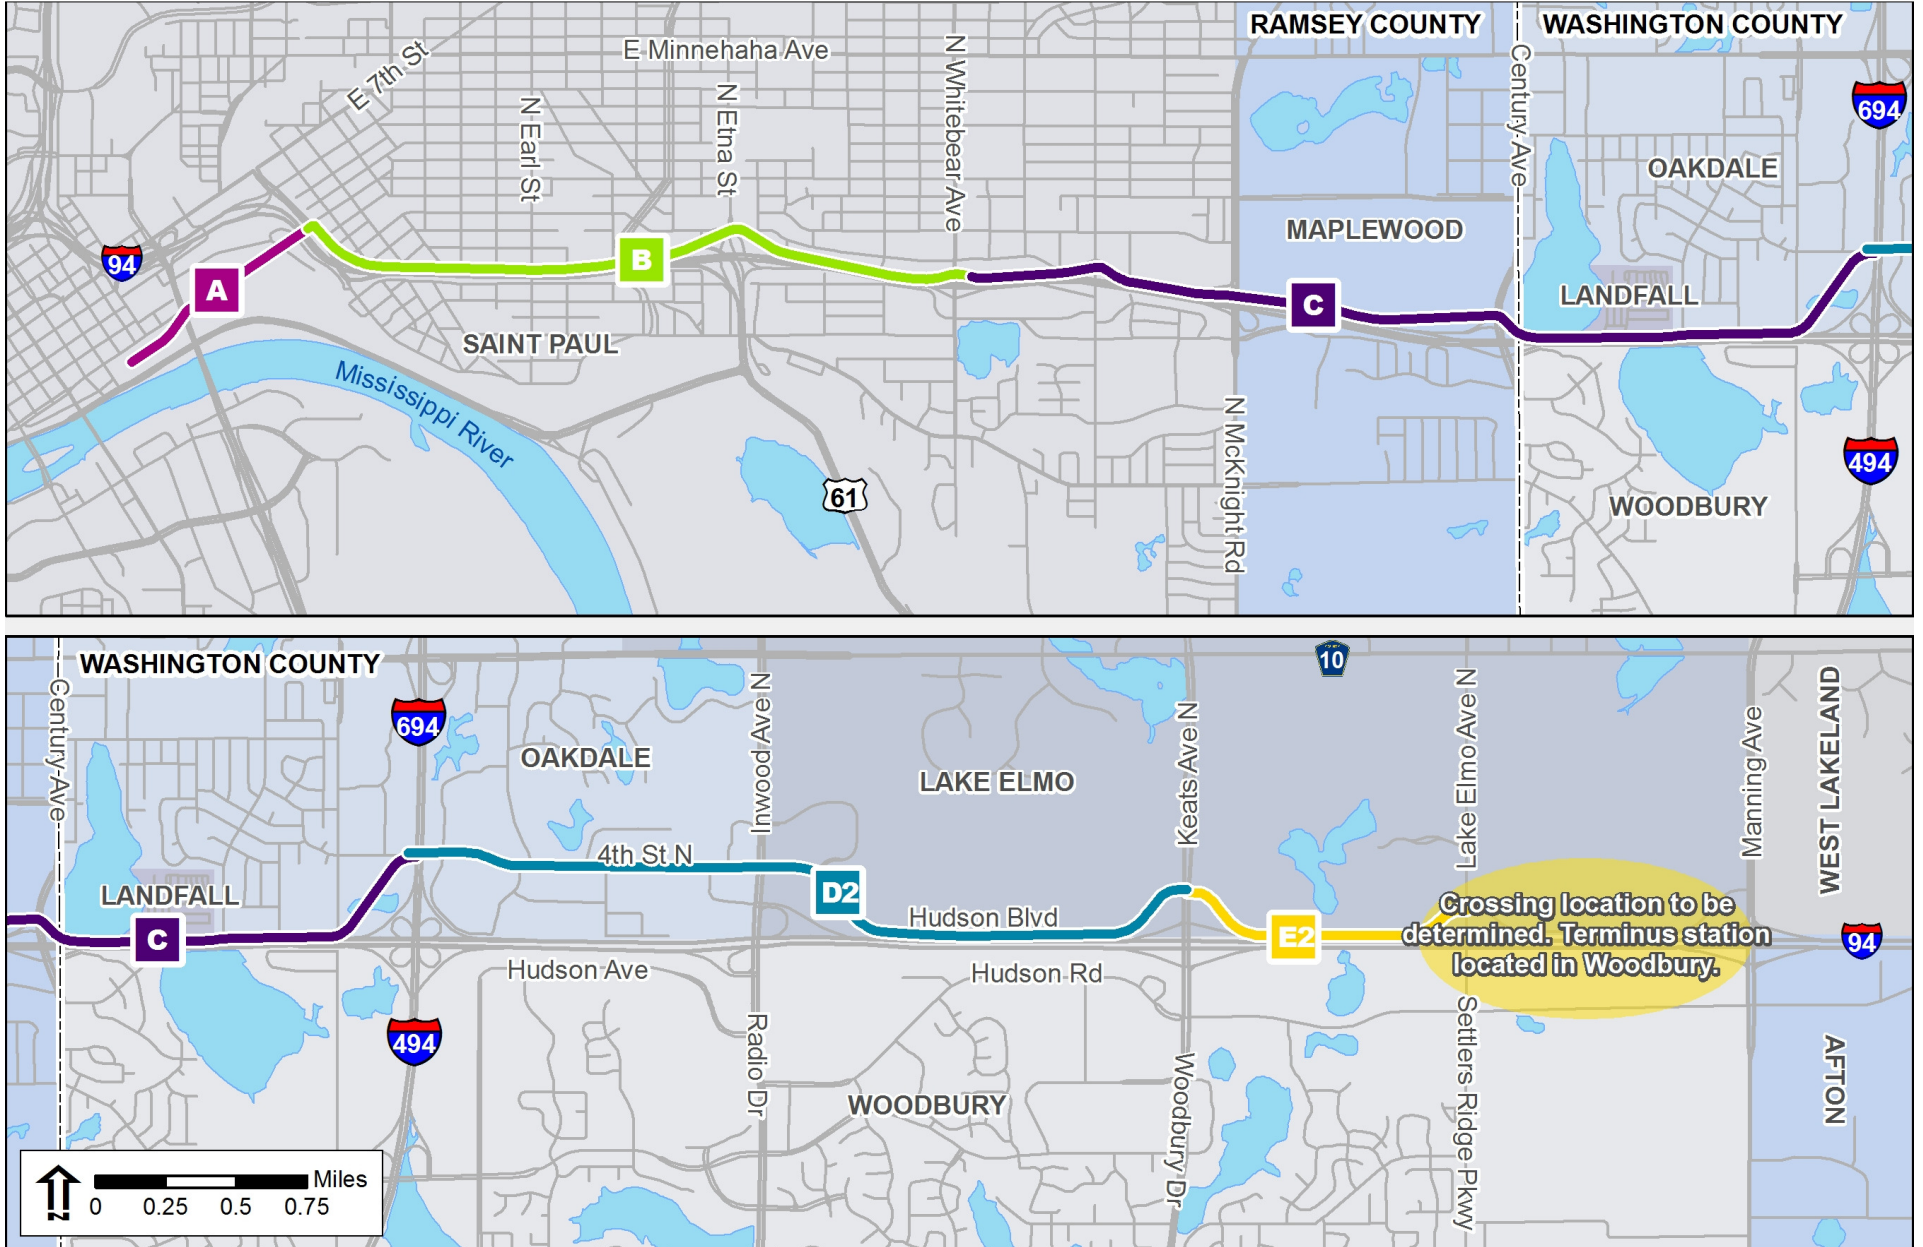 RAMSEY COUNTY
WASHINGTON COUNTY
E 7th St
E Minnehaha Ave
N Earl St
N Etna St
N Whitebear Ave
Century Ave
694
OAKDALE
MAPLEWOOD
94
A
B
C
LANDFALL
SAINT PAUL
Mississippi River
N McKnight Rd
61
494
WOODBURY
WASHINGTON COUNTY
Century Ave
694
OAKDALE
Inwood Ave N
LAKE ELMO
Keats Ave N
10
Lake Elmo Ave N
Manning Ave
WEST LAKELAND
4th St N
LANDFALL
C
D2
Hudson Blvd
E2
Crossing location to be
determined. Terminus station
located in Woodbury.
94
Hudson Ave
Hudson Rd
494
Radio Dr
WOODBURY
Woodbury Dr
Settlers Ridge Pkwy
AFTON
N
Miles
0 0.25 0.5 0.75